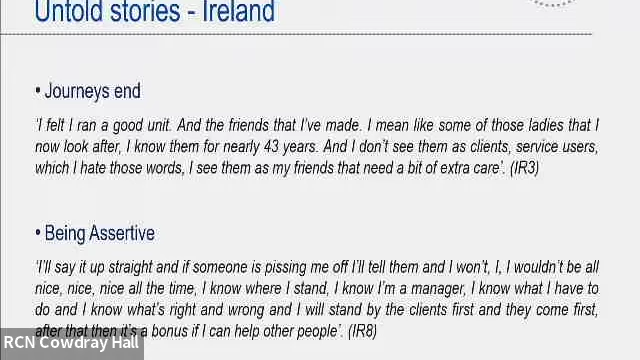 Untold stories - Ireland
• Journeys end
‘I felt I ran a good unit. And the friends that I’ve made. I mean like some of those ladies that I
now look after, I know them for nearly 43 years. And I don’t see them as clients, service users,
which I hate those words, I see them as my friends that need a bit of extra care’. (IR3)
• Being Assertive
‘I’ll say it up straight and if someone is pissing me off I’ll tell them and I won’t, I, I wouldn’t be all
nice, nice, nice all the time, I know where I stand, I know I’m a manager, I know what I have to
do and I know what’s right and wrong and I will stand by the clients first and they come first,
after that then it’s a bonus if I can help other people’. (IR8)
RCN Cowdray Hall